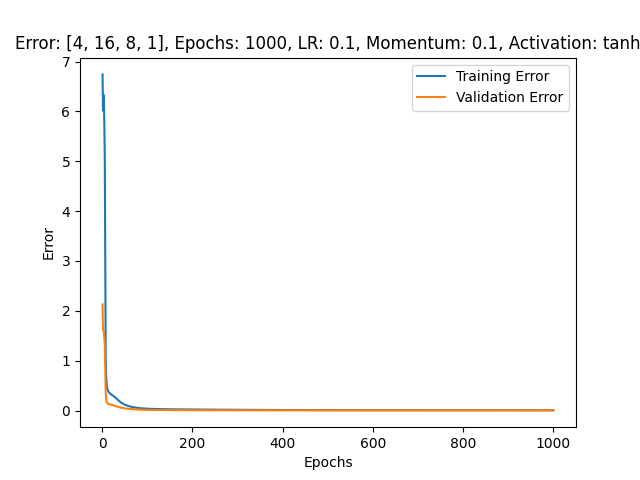 Error: [4, 16, 8, 1], Epochs: 1000, LR: 0.1, Momentum: 0.1, Activation: tanh
7
6
5
4
3
2
1
0
Error
Training Error
Validation Error
0 200 400 600 800 1000
Epochs